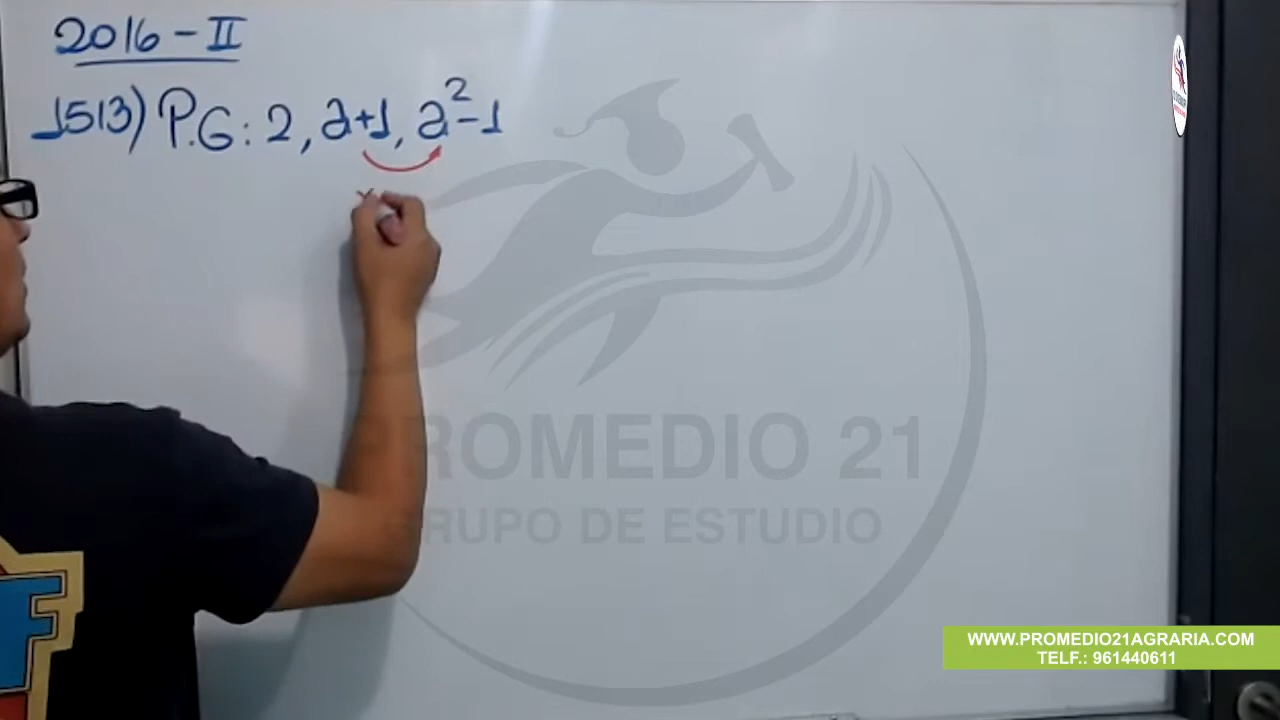 2016 - II
1513) P.G: 2, a+1, a²-1
PROMEDIO 21
GRUPO DE ESTUDIO
WWW.PROMEDIO21AGRARIA.COM
TELF.: 961440611